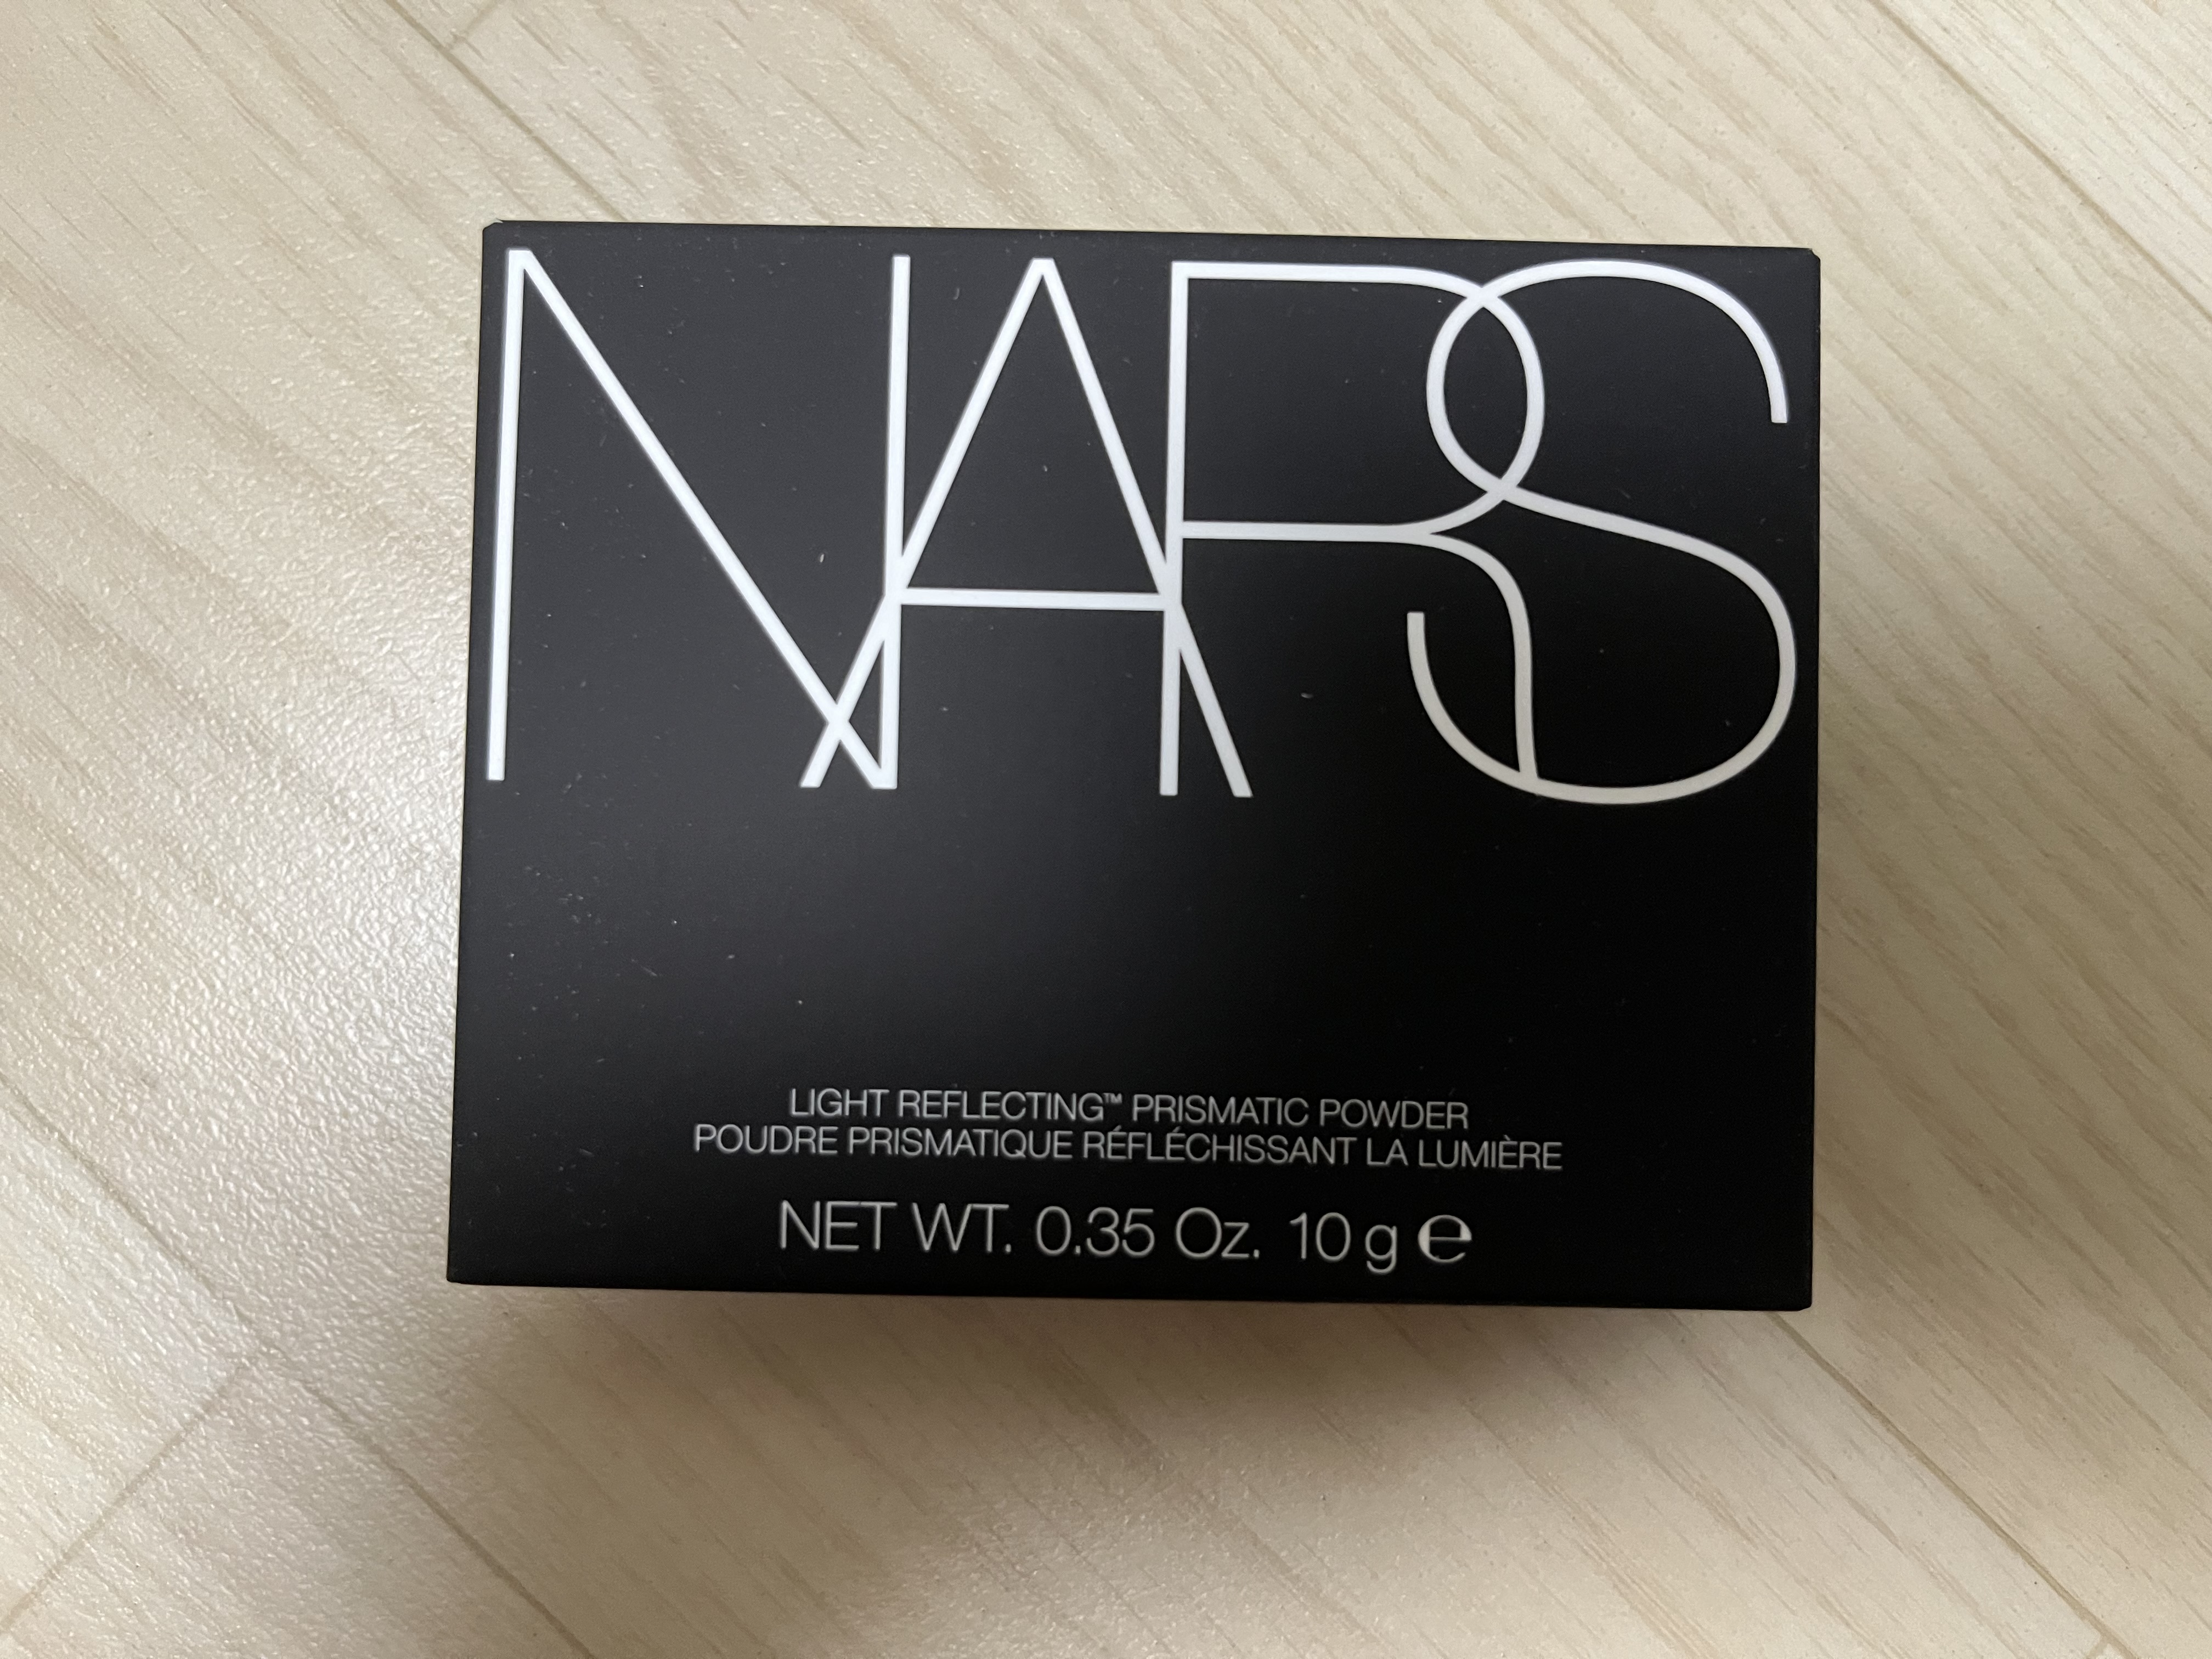 NARS
LIGHT REFLECTING™ PRISMATIC POWDER
POUDRE PRISMATIQUE RÉFLÉCHISSANT LA LUMIÈRE
NET WT. 0.35 Oz. 10 g ℮